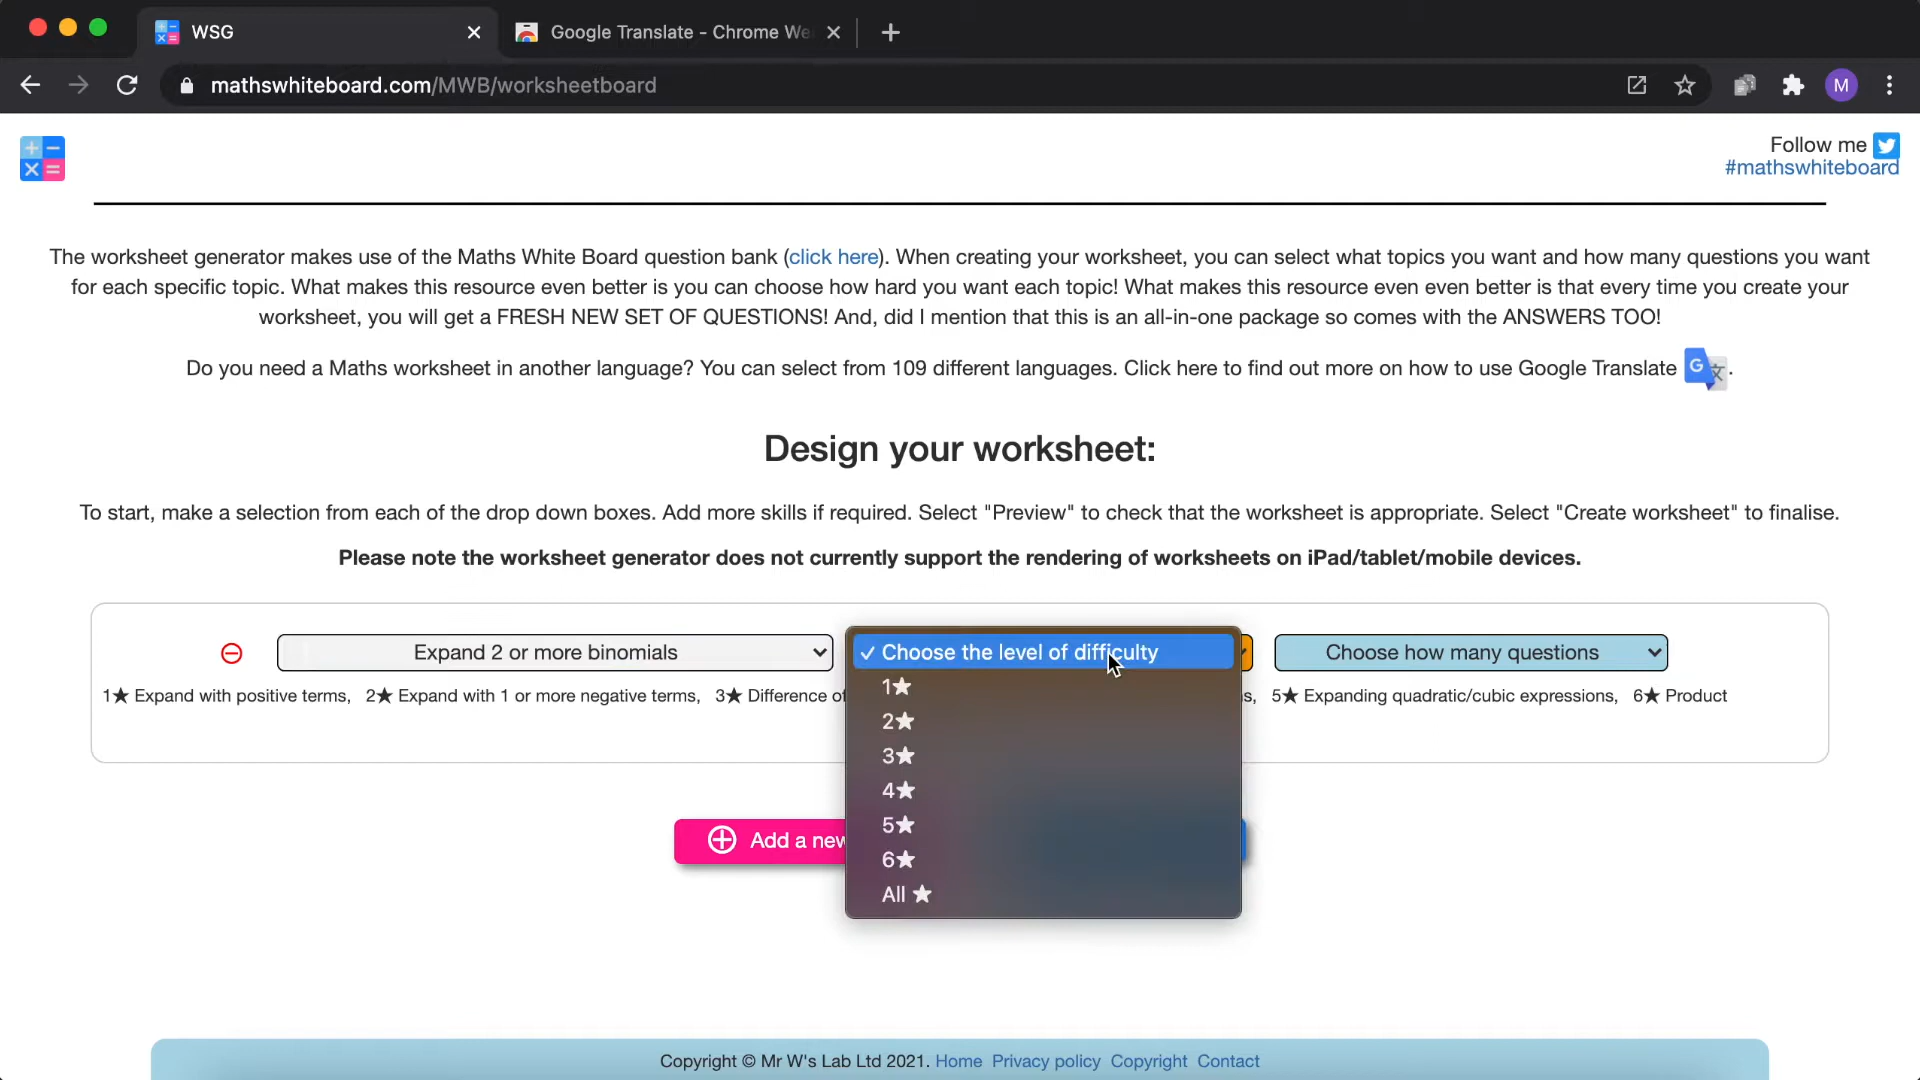 WSG
Google Translate - Chrome We
mathswhiteboard.com/MWB/worksheetboard
M
Follow me
#mathswhiteboard
The worksheet generator makes use of the Maths White Board question bank (click here). When creating your worksheet, you can select what topics you want and how many questions you want
for each specific topic. What makes this resource even better is you can choose how hard you want each topic! What makes this resource even even better is that every time you create your
worksheet, you will get a FRESH NEW SET OF QUESTIONS! And, did I mention that this is an all-in-one package so comes with the ANSWERS TOO!
Do you need a Maths worksheet in another language? You can select from 109 different languages. Click here to find out more on how to use Google Translate G文.
Design your worksheet:
To start, make a selection from each of the drop down boxes. Add more skills if required. Select "Preview" to check that the worksheet is appropriate. Select "Create worksheet" to finalise.
Please note the worksheet generator does not currently support the rendering of worksheets on iPad/tablet/mobile devices.
Expand 2 or more binomials ✓ Choose the level of difficulty Choose how many questions
1★ Expand with positive terms, 2★ Expand with 1 or more negative terms, 3★ Difference of s, 5★ Expanding quadratic/cubic expressions, 6★ Product
1★
2★
3★
4★
5★
6★
All ★
Add a new
Copyright © Mr W's Lab Ltd 2021. Home Privacy policy Copyright Contact